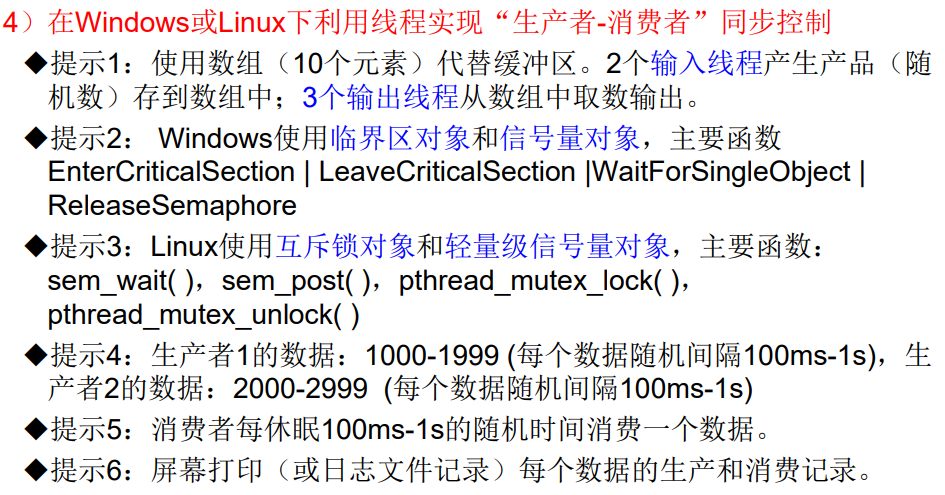 4）在Windows或Linux下利用线程实现“生产者-消费者”同步控制
◆提示1：使用数组（10个元素）代替缓冲区。2个输入线程产生产品（随
机数）存到数组中；3个输出线程从数组中取数输出。
◆提示2： Windows使用临界区对象和信号量对象，主要函数
EnterCriticalSection | LeaveCriticalSection |WaitForSingleObject |
ReleaseSemaphore
◆提示3：Linux使用互斥锁对象和轻量级信号量对象，主要函数：
sem_wait( )，sem_post( )，pthread_mutex_lock( )，
pthread_mutex_unlock( )
◆提示4：生产者1的数据：1000-1999 (每个数据随机间隔100ms-1s)，生
产者2的数据：2000-2999 (每个数据随机间隔100ms-1s)
◆提示5：消费者每休眠100ms-1s的随机时间消费一个数据。
◆提示6：屏幕打印（或日志文件记录）每个数据的生产和消费记录。